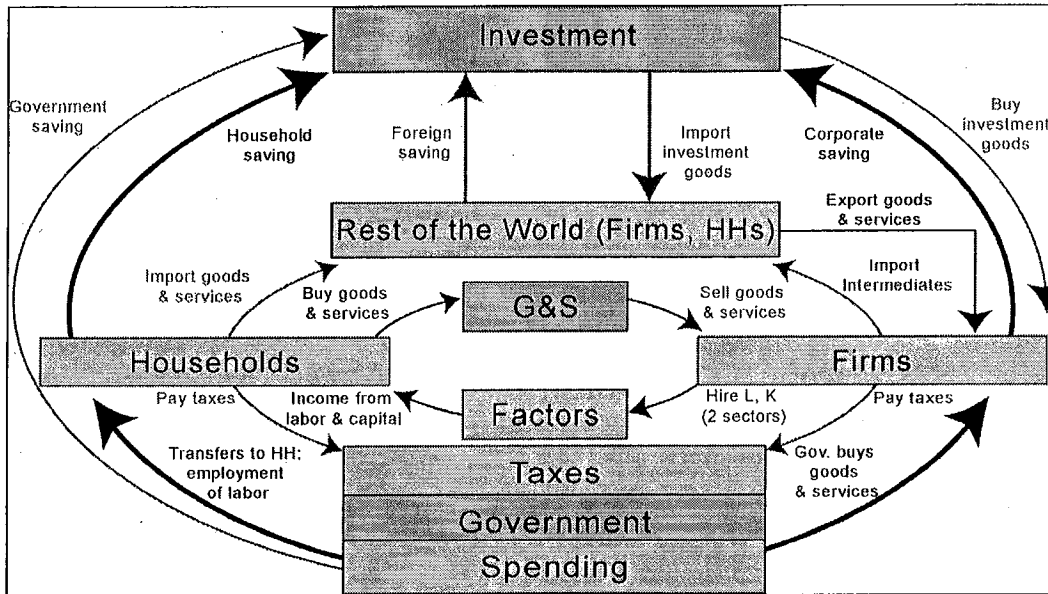 Investment
Government
saving
Household
saving
Foreign
saving
Import
investment
goods
Corporate
saving
Buy
investment
goods
Rest of the World (Firms, HHs)
Export goods
& services
Import goods
& services
Buy goods
& services
G&S
Sell goods
& services
Import
Intermediates
Households
Firms
Pay taxes
Income from
labor & capital
Factors
Hire L, K
(2 sectors)
Pay taxes
Transfers to HH;
employment
of labor
Taxes
Gov. buys
goods
& services
Government
Spending